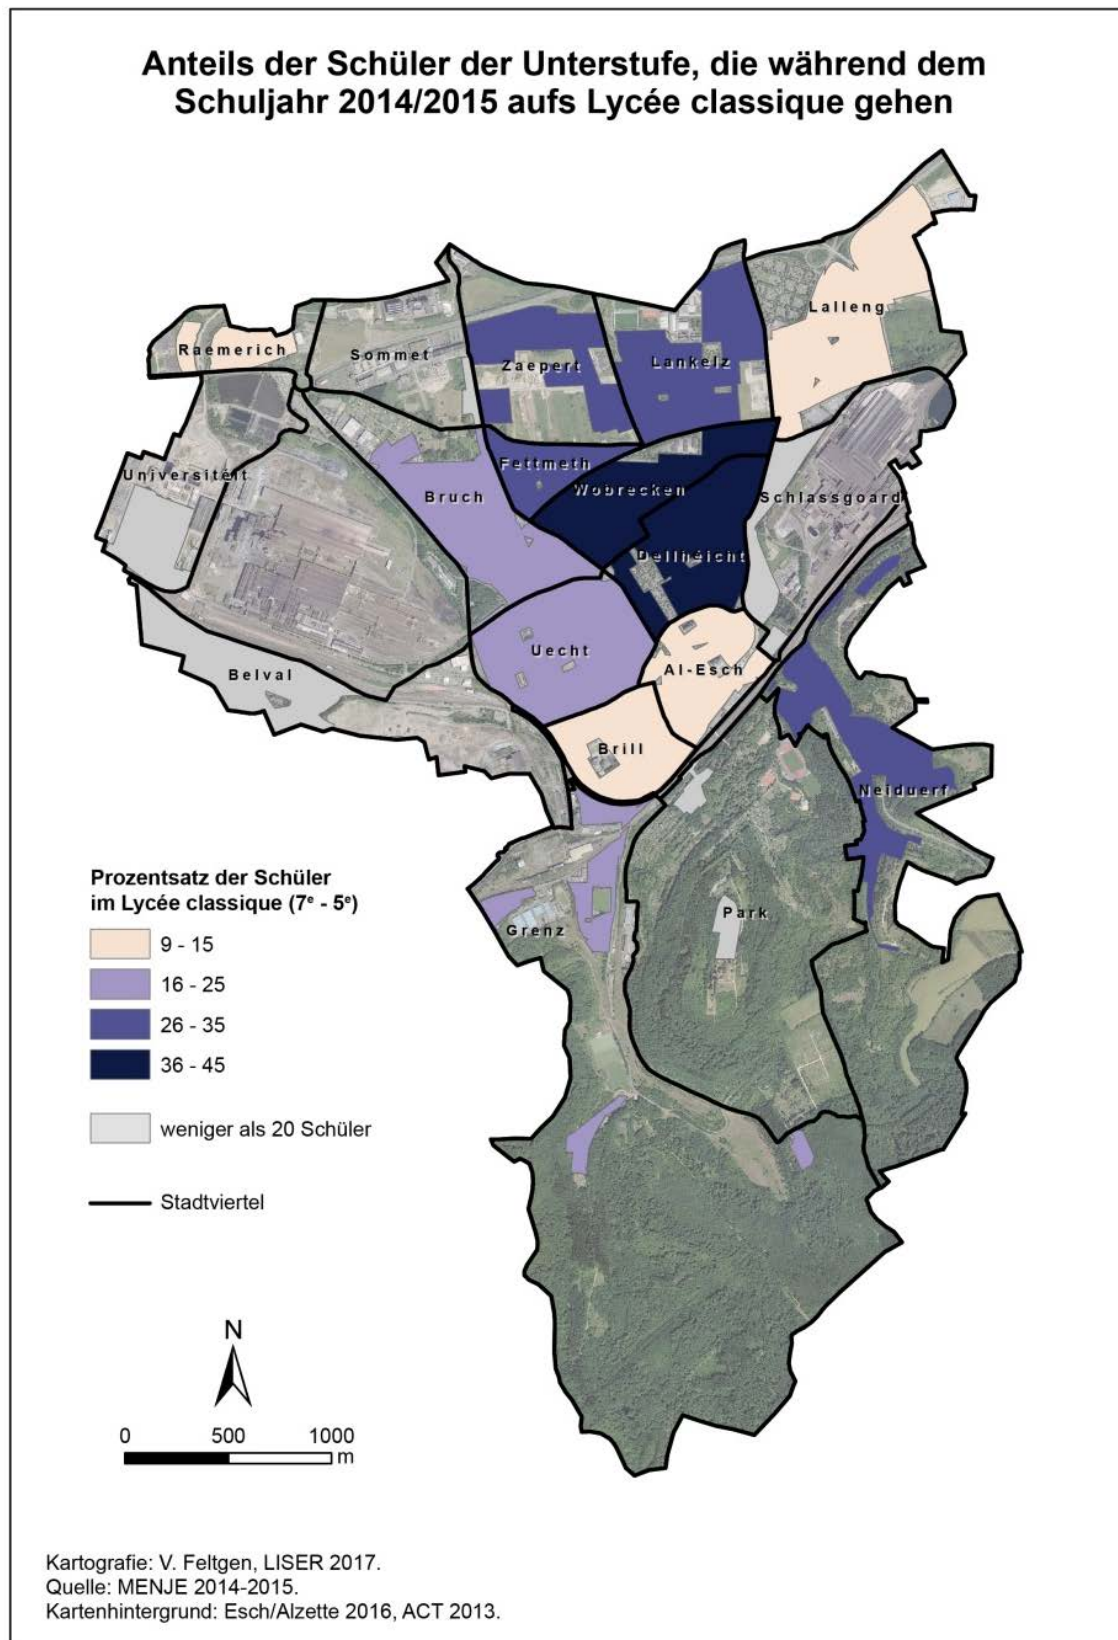 Anteils der Schüler der Unterstufe, die während dem
Schuljahr 2014/2015 aufs Lycée classique gehen
Lalleng
Raemerich
Sommet
Zaepert
Lankelz
Universitéit
Fettmeth
Wobrecken
Bruch
Schlassgoard
Dellhéicht
Uecht
Al-Esch
Belval
Brill
Neiduerf
Park
Grenz
Prozentsatz der Schüler
im Lycée classique (7e - 5e)
9 - 15
16 - 25
26 - 35
36 - 45
weniger als 20 Schüler
Stadtviertel
N
0 500 1000
m
Kartografie: V. Feltgen, LISER 2017.
Quelle: MENJE 2014-2015.
Kartenhintergrund: Esch/Alzette 2016, ACT 2013.